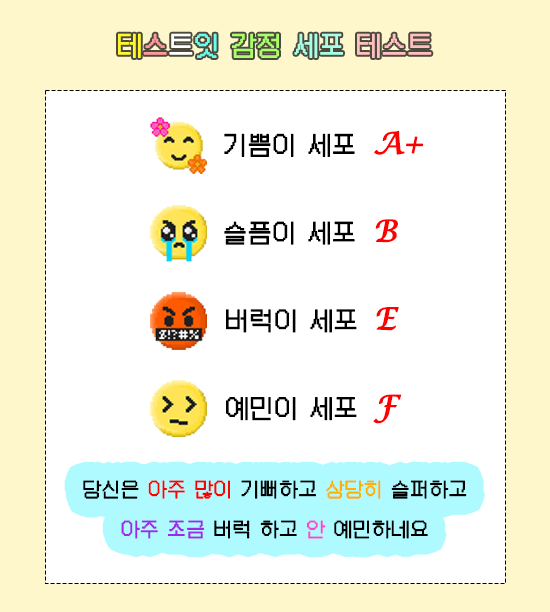 테스트잇 감정 세포 테스트
기쁨이 세포 A+
슬픔이 세포 B
$!?#%
버럭이 세포 E
예민이 세포 F
당신은 아주 많이 기뻐하고 상당히 슬퍼하고
아주 조금 버럭 하고 안 예민하네요